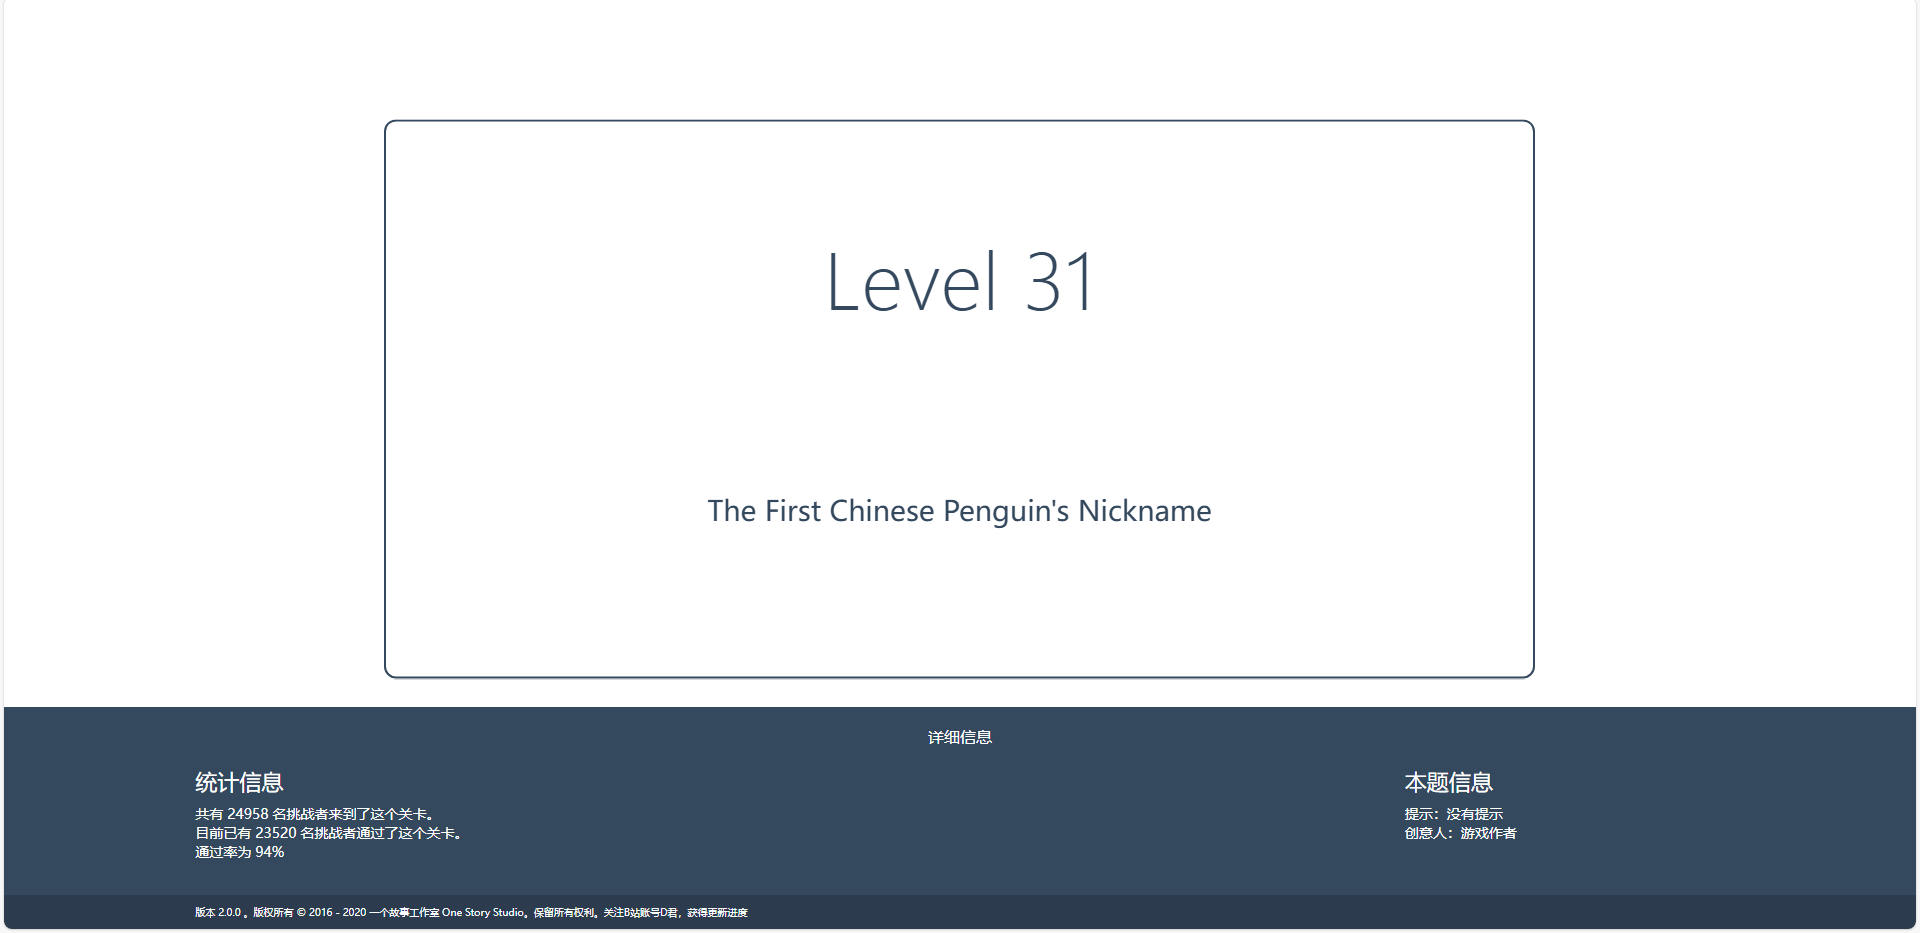 Level 31
The First Chinese Penguin's Nickname
详细信息
统计信息
共有 24958 名挑战者来到了这个关卡。
目前已有 23520 名挑战者通过了这个关卡。
通过率为 94%
本题信息
提示：没有提示
创意人：游戏作者
版本 2.0.0 。版权所有 © 2016 - 2020 一个故事工作室 One Story Studio。保留所有权利。关注B站账号D君，获得更新进度